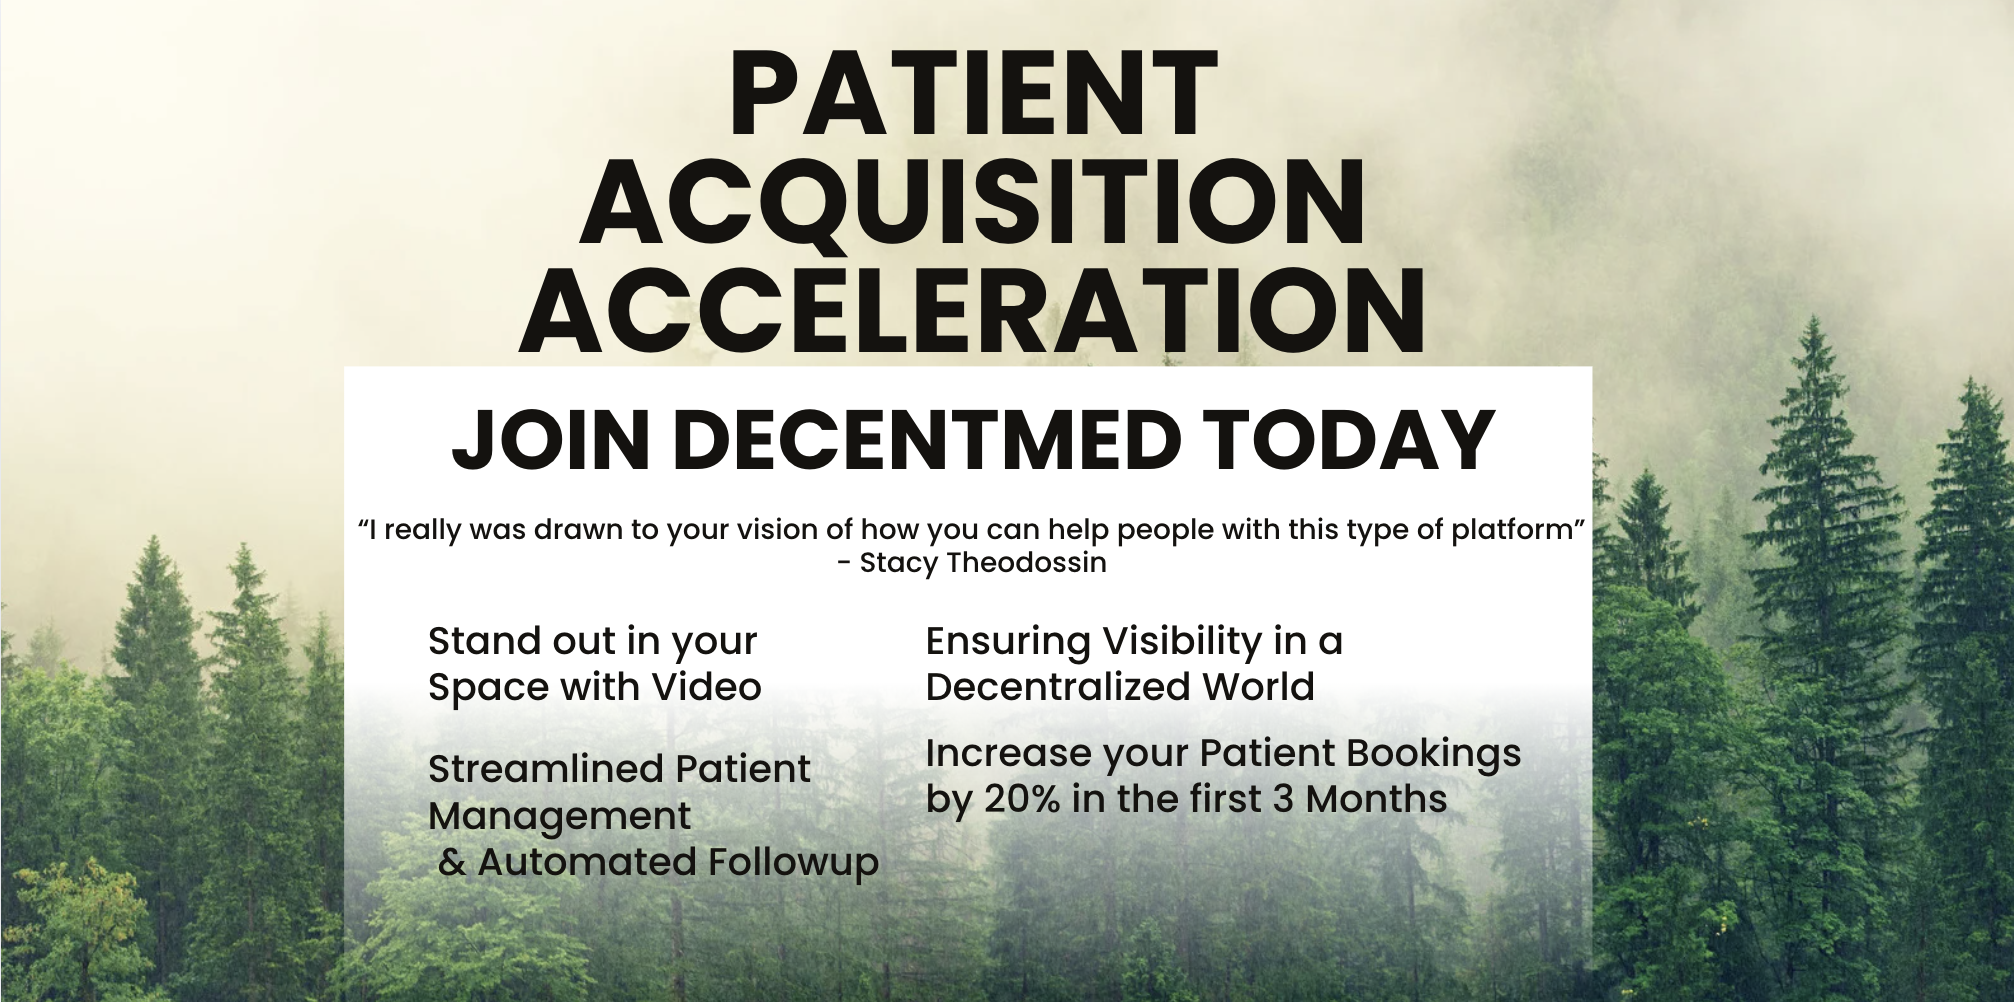 PATIENT
ACQUISITION
ACCELERATION
JOIN DECENTMED TODAY
“I really was drawn to your vision of how you can help people with this type of platform”
- Stacy Theodossin
Stand out in your
Space with Video
Streamlined Patient
Management
& Automated Followup
Ensuring Visibility in a
Decentralized World
Increase your Patient Bookings
by 20% in the first 3 Months